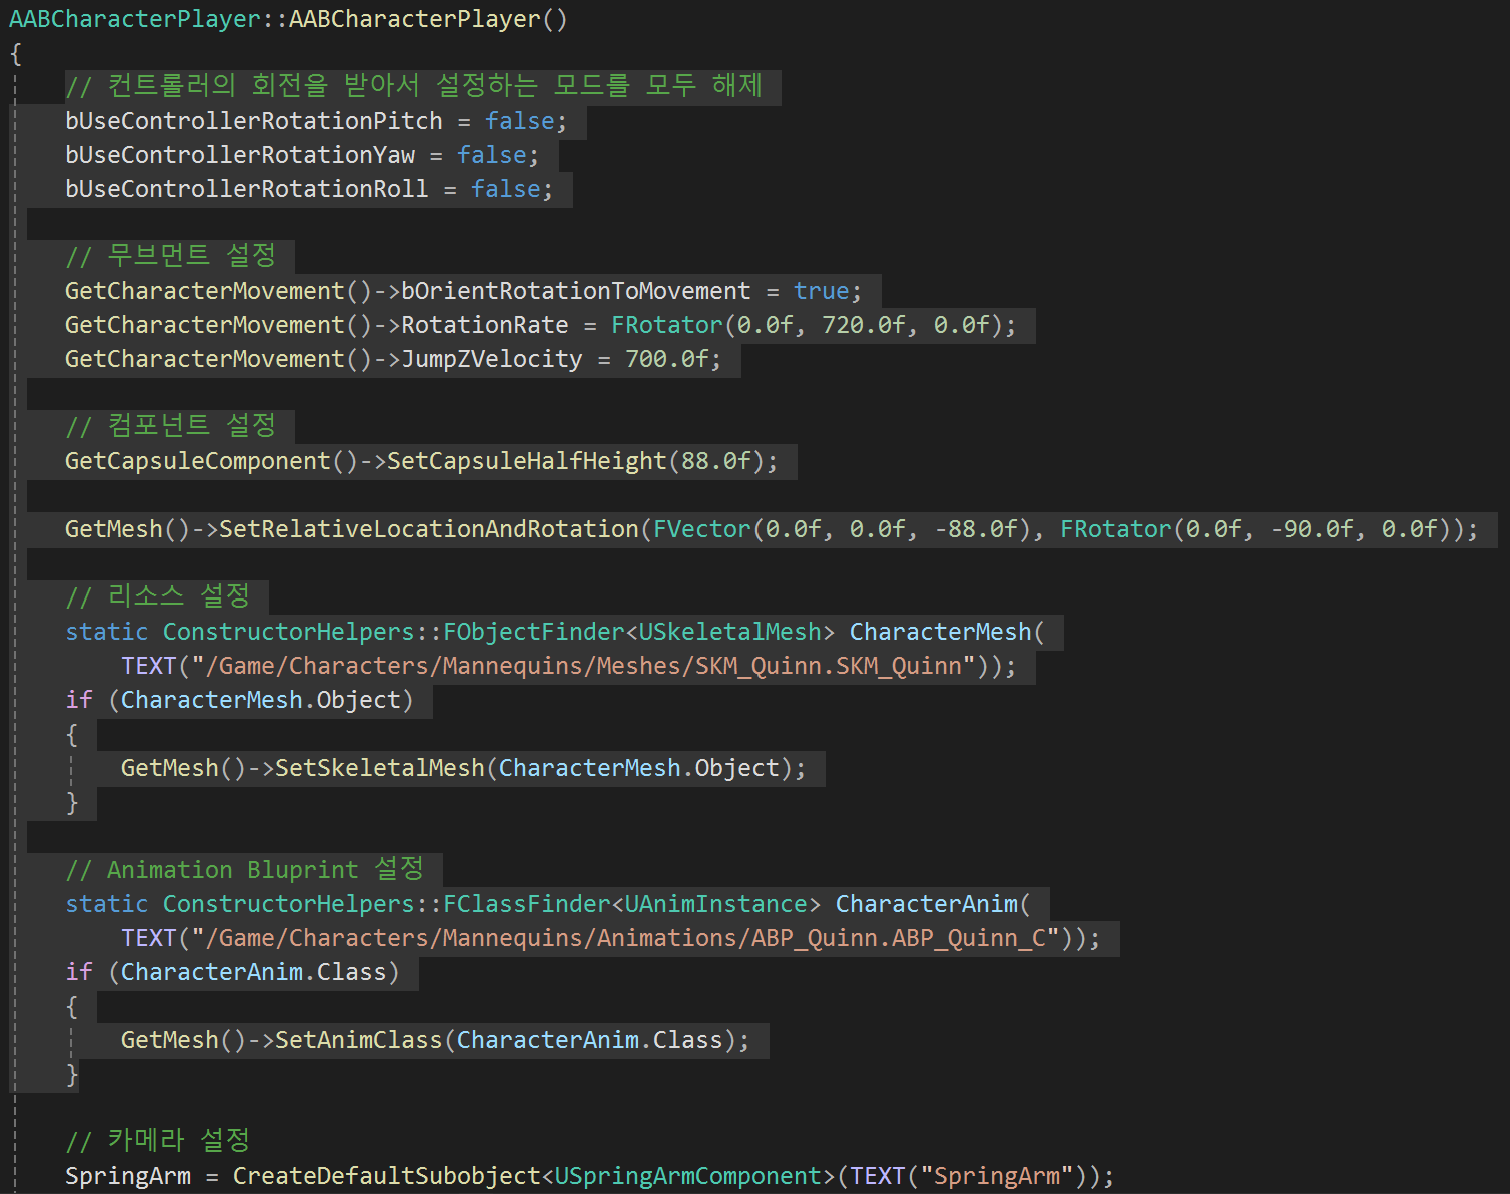 AABCharacterPlayer::AABCharacterPlayer()
{
// 컨트롤러의 회전을 받아서 설정하는 모드를 모두 해제
bUseControllerRotationPitch = false;
bUseControllerRotationYaw = false;
bUseControllerRotationRoll = false;
// 무브먼트 설정
GetCharacterMovement()->bOrientRotationToMovement = true;
GetCharacterMovement()->RotationRate = FRotator(0.0f, 720.0f, 0.0f);
GetCharacterMovement()->JumpZVelocity = 700.0f;
// 컴포넌트 설정
GetCapsuleComponent()->SetCapsuleHalfHeight(88.0f);
GetMesh()->SetRelativeLocationAndRotation(FVector(0.0f, 0.0f, -88.0f), FRotator(0.0f, -90.0f, 0.0f));
// 리소스 설정
static ConstructorHelpers::FObjectFinder<USkeletalMesh> CharacterMesh(
TEXT("/Game/Characters/Mannequins/Meshes/SKM_Quinn.SKM_Quinn"));
if (CharacterMesh.Object)
{
GetMesh()->SetSkeletalMesh(CharacterMesh.Object);
}
// Animation Bluprint 설정
static ConstructorHelpers::FClassFinder<UAnimInstance> CharacterAnim(
TEXT("/Game/Characters/Mannequins/Animations/ABP_Quinn.ABP_Quinn_C"));
if (CharacterAnim.Class)
{
GetMesh()->SetAnimClass(CharacterAnim.Class);
}
// 카메라 설정
SpringArm = CreateDefaultSubobject<USpringArmComponent>(TEXT("SpringArm"));